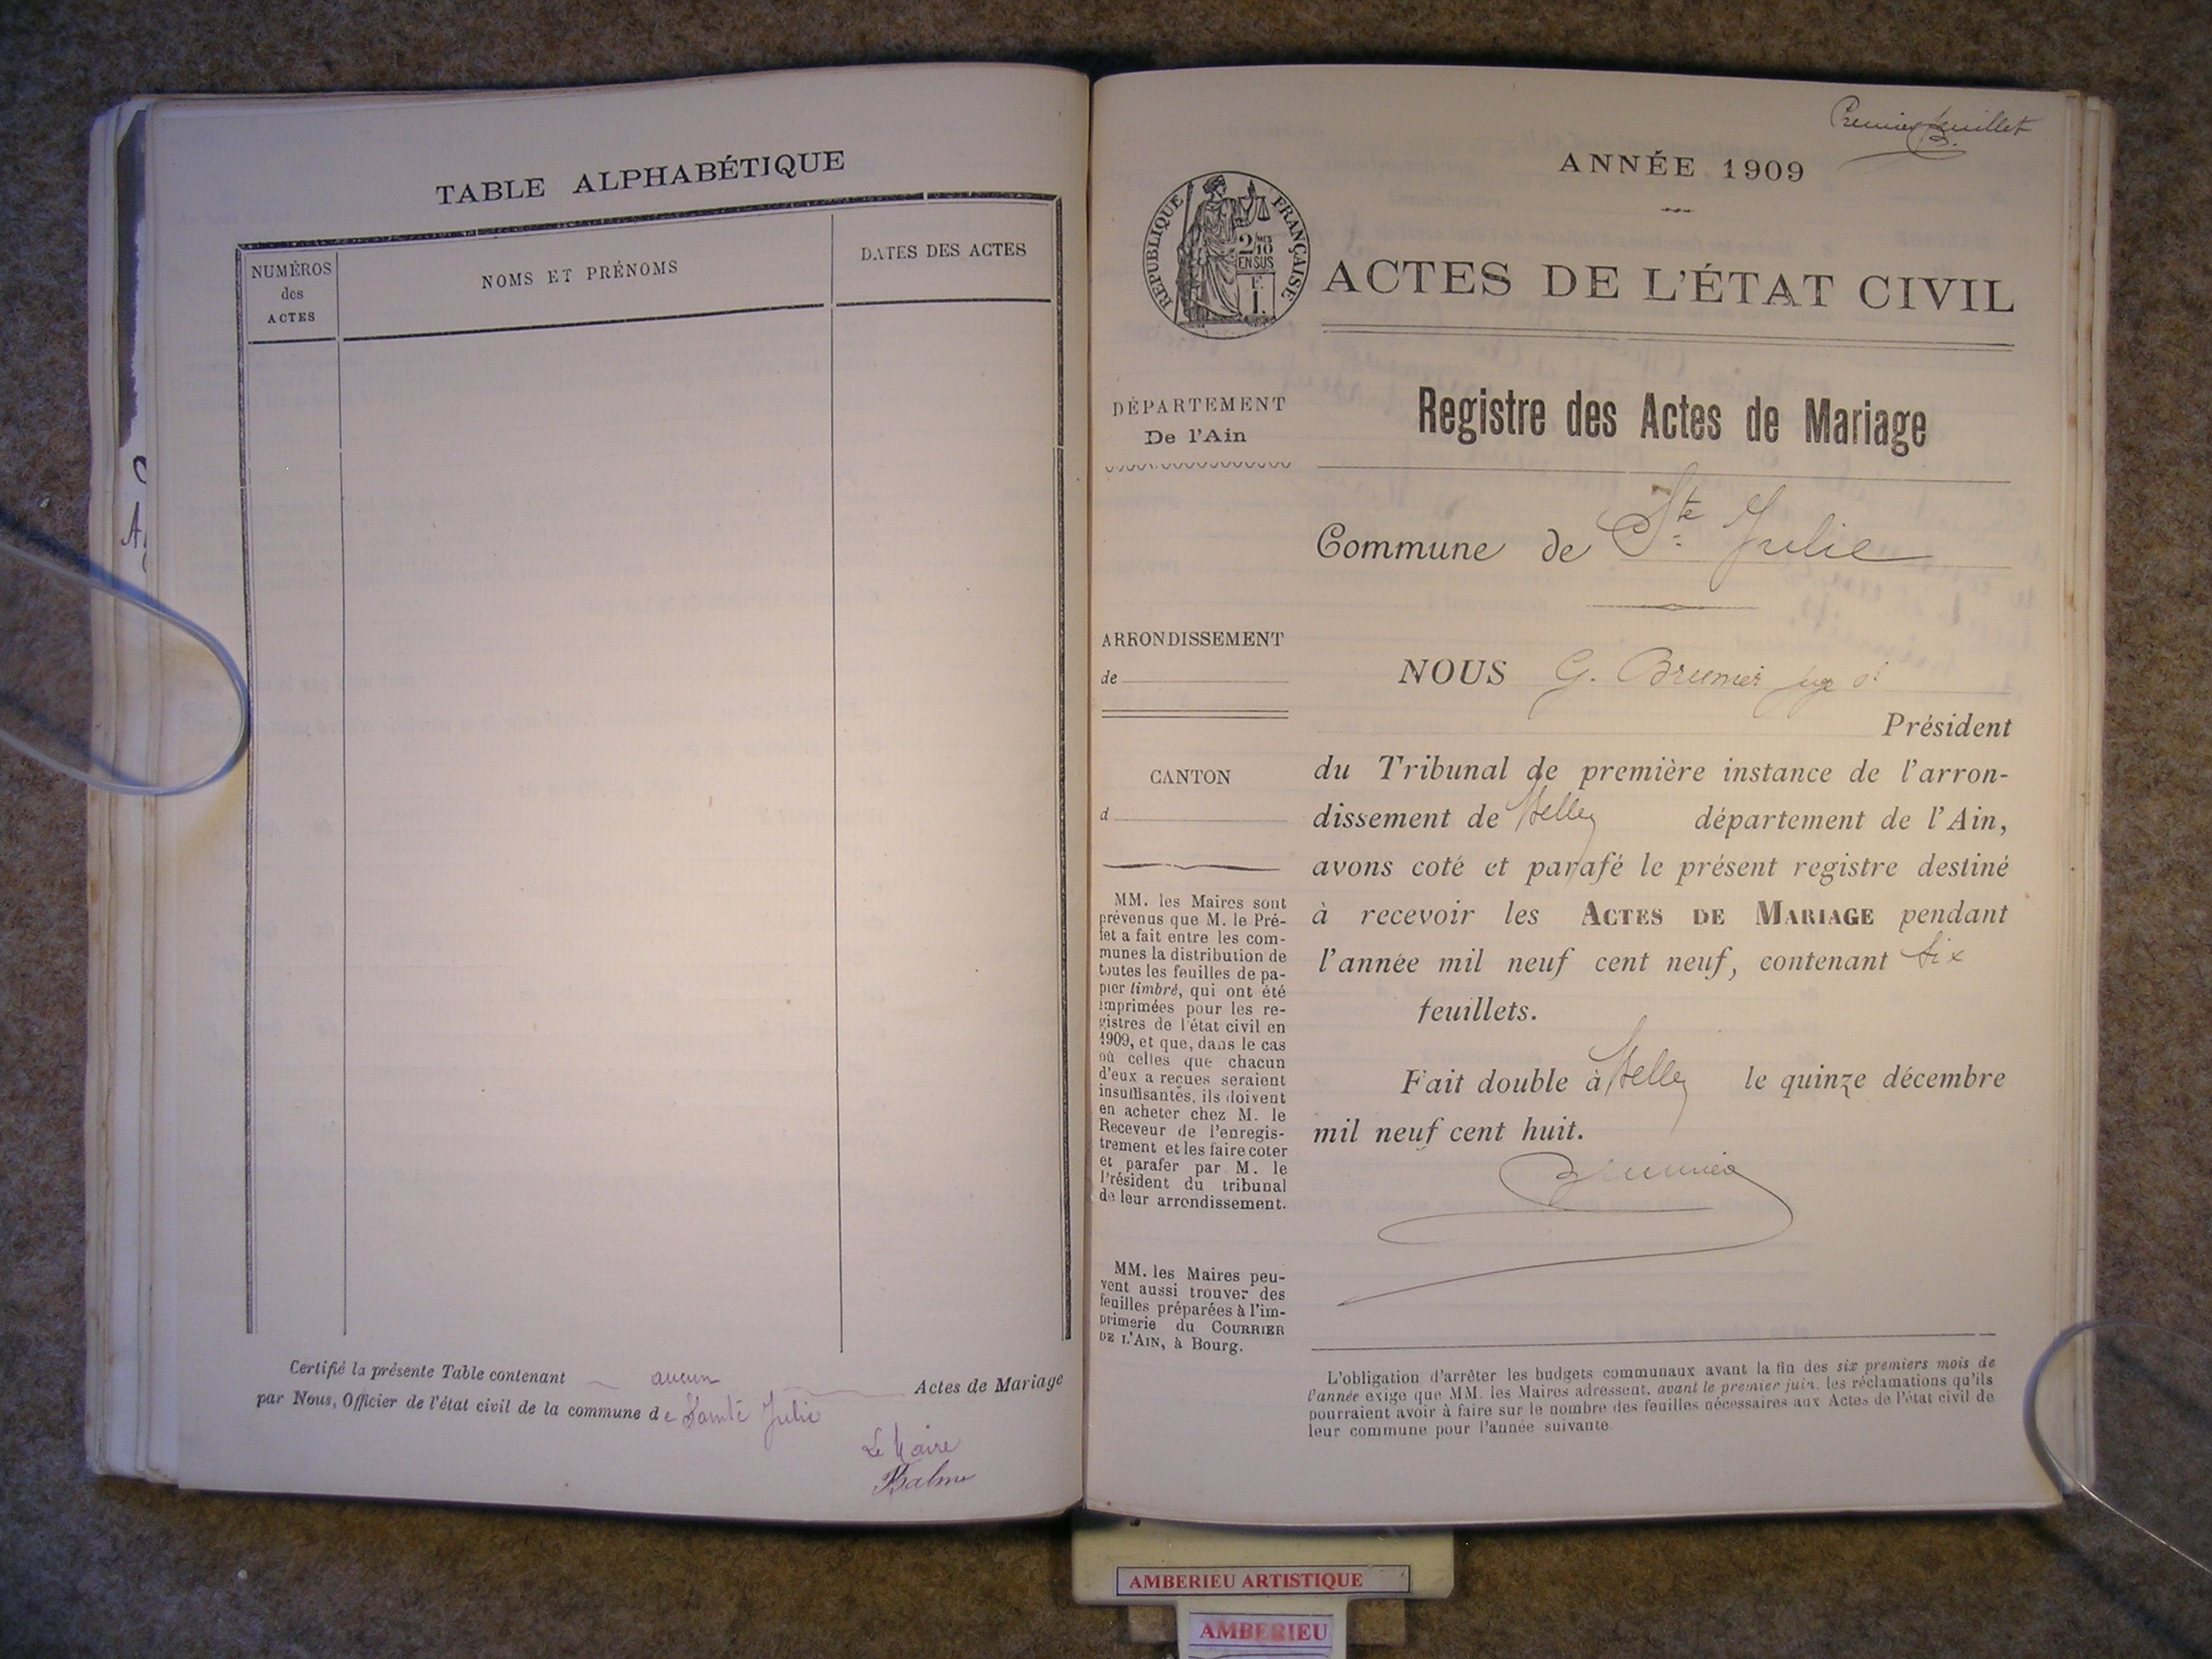 TABLE ALPHABÉTIQUE
NUMÉROS
des
ACTES
NOMS ET PRÉNOMS
DATES DES ACTES
Certifié la présente Table contenant aucun Actes de Mariage
par Nous, Officier de l'état civil de la commune de Sainte Julie
Le Maire
Balme
Premier feuillet
ANNÉE 1909
RÉPUBLIQUE FRANÇAISE
2/10
EN SUS
1 F.
ACTES DE L'ÉTAT CIVIL
DÉPARTEMENT
De l'Ain
Registre des Actes de Mariage
Commune de Ste Julie
ARRONDISSEMENT
de
CANTON
d
MM. les Maires sont
prévenus que M. le Pré-
fet a fait entre les com-
munes la distribution de
toutes les feuilles de pa-
pier timbré, qui ont été
imprimées pour les re-
gistres de l'état civil en
1909, et que, dans le cas
où celles que chacun
d'eux a reçues seraient
insuffisantes, ils doivent
en acheter chez M. le
Receveur de l'enregis-
trement et les faire coter
et parafer par M. le
Président du tribunal
de leur arrondissement.
MM. les Maires peu-
vent aussi trouver des
feuilles préparées à l'im-
primerie du COURRIER
DE L'AIN, à Bourg.
NOUS G. Brunier juge
Président
du Tribunal de première instance de l'arron-
dissement de Belley département de l'Ain,
avons coté et parafé le présent registre destiné
à recevoir les ACTES DE MARIAGE pendant
l'année mil neuf cent neuf, contenant six
feuillets.
Fait double à Belley le quinze décembre
mil neuf cent huit.
Brunier
L'obligation d'arrêter les budgets communaux avant la fin des six premiers mois de
l'année exige que MM. les Maires adressent, avant le premier juin, les réclamations qu'ils
pourraient avoir à faire sur le nombre des feuilles nécessaires aux Actes de l'état civil de
leur commune pour l'année suivante.
AMBERIEU ARTISTIQUE
AMBERIEU